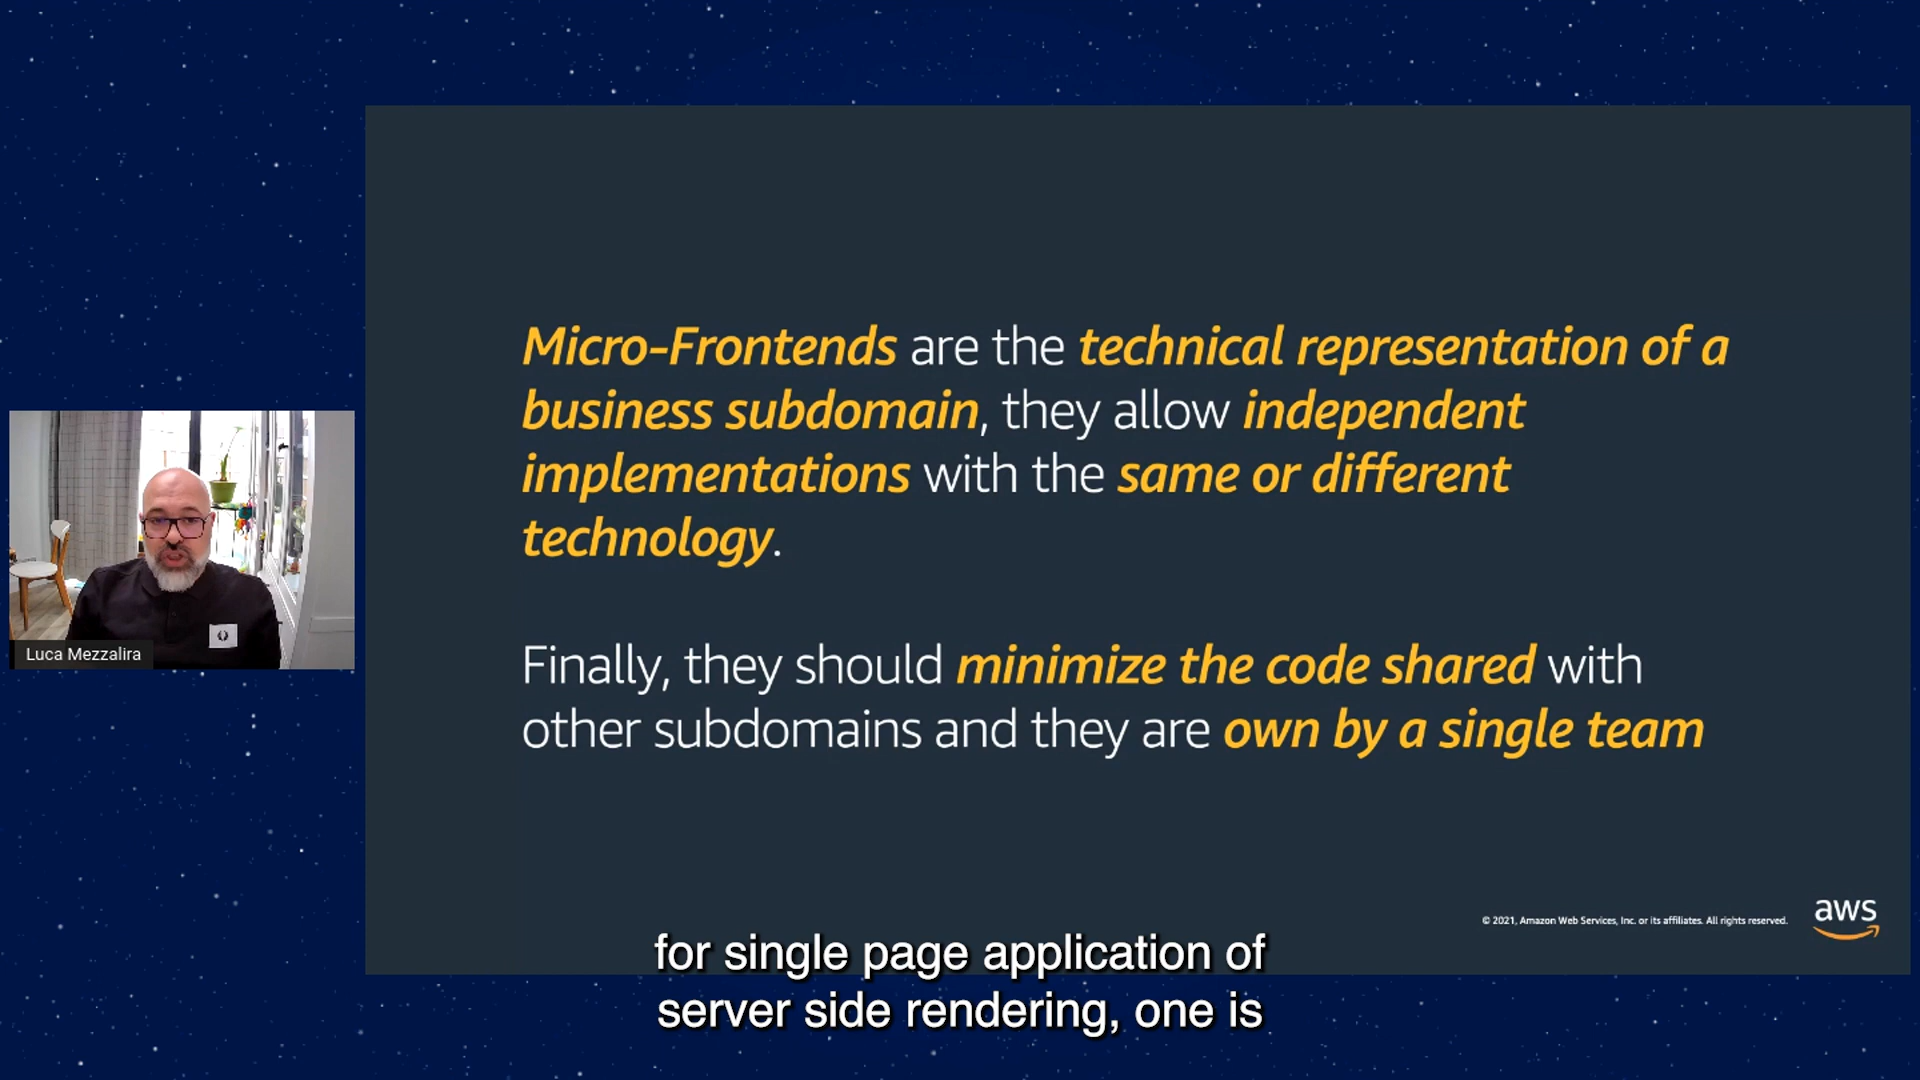 Micro-Frontends are the technical representation of a
business subdomain, they allow independent
implementations with the same or different
technology.
Finally, they should minimize the code shared with
other subdomains and they are own by a single team
Luca Mezzalira
© 2021, Amazon Web Services, Inc. or its affiliates. All rights reserved.
aws
for single page application of
server side rendering, one is